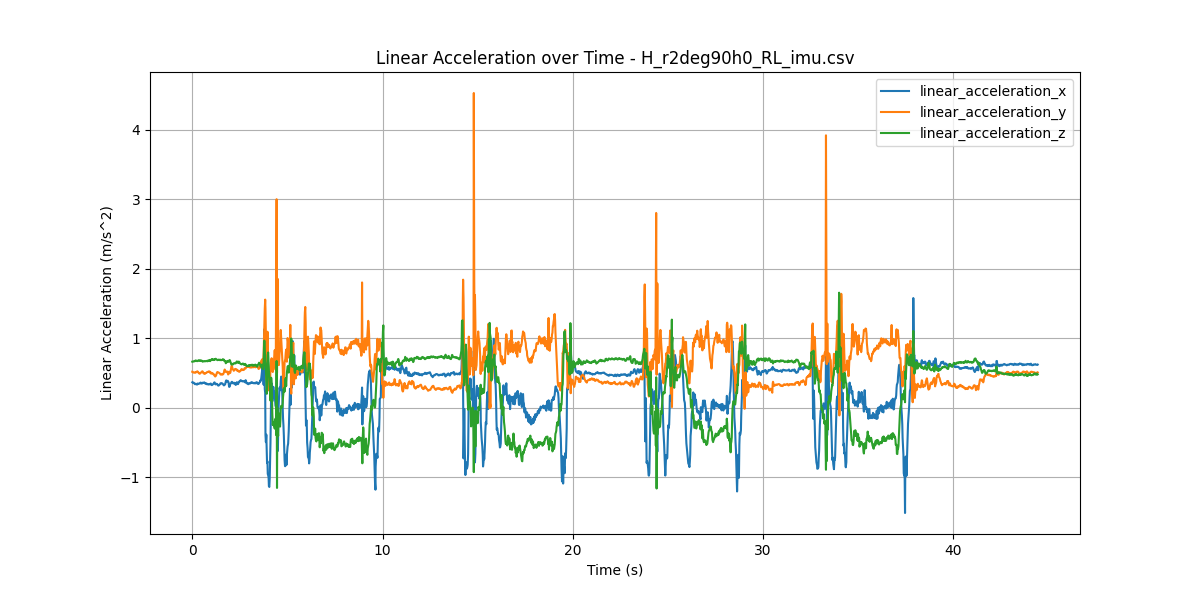 Linear Acceleration over Time - H_r2deg90h0_RL_imu.csv
linear_acceleration_x
linear_acceleration_y
linear_acceleration_z
Linear Acceleration (m/s^2)
4
3
2
1
0
−1
0 10 20 30 40
Time (s)